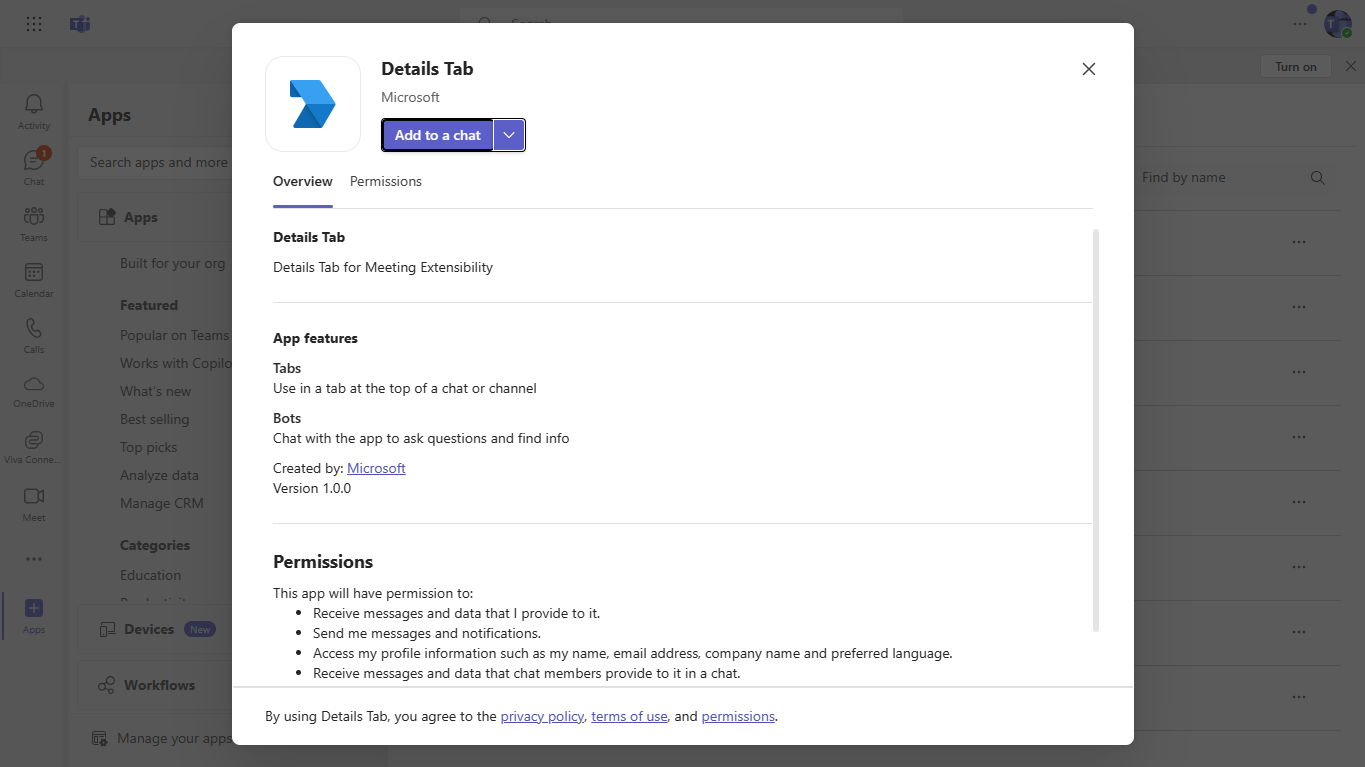 Search
Turn on
Activity
1
Chat
Teams
Calendar
Calls
OneDrive
Viva Conne...
Meet
Apps
Apps
Search apps and more
Apps
Built for your org
Featured
Popular on Teams
Works with Copilo
What's new
Best selling
Top picks
Analyze data
Manage CRM
Categories
Education
Devices New
Workflows
Manage your apps
Find by name
Details Tab
Microsoft
Add to a chat
Overview Permissions
Details Tab
Details Tab for Meeting Extensibility
App features
Tabs
Use in a tab at the top of a chat or channel
Bots
Chat with the app to ask questions and find info
Created by: Microsoft
Version 1.0.0
Permissions
This app will have permission to:
Receive messages and data that I provide to it.
Send me messages and notifications.
Access my profile information such as my name, email address, company name and preferred language.
Receive messages and data that chat members provide to it in a chat.
By using Details Tab, you agree to the privacy policy, terms of use, and permissions.